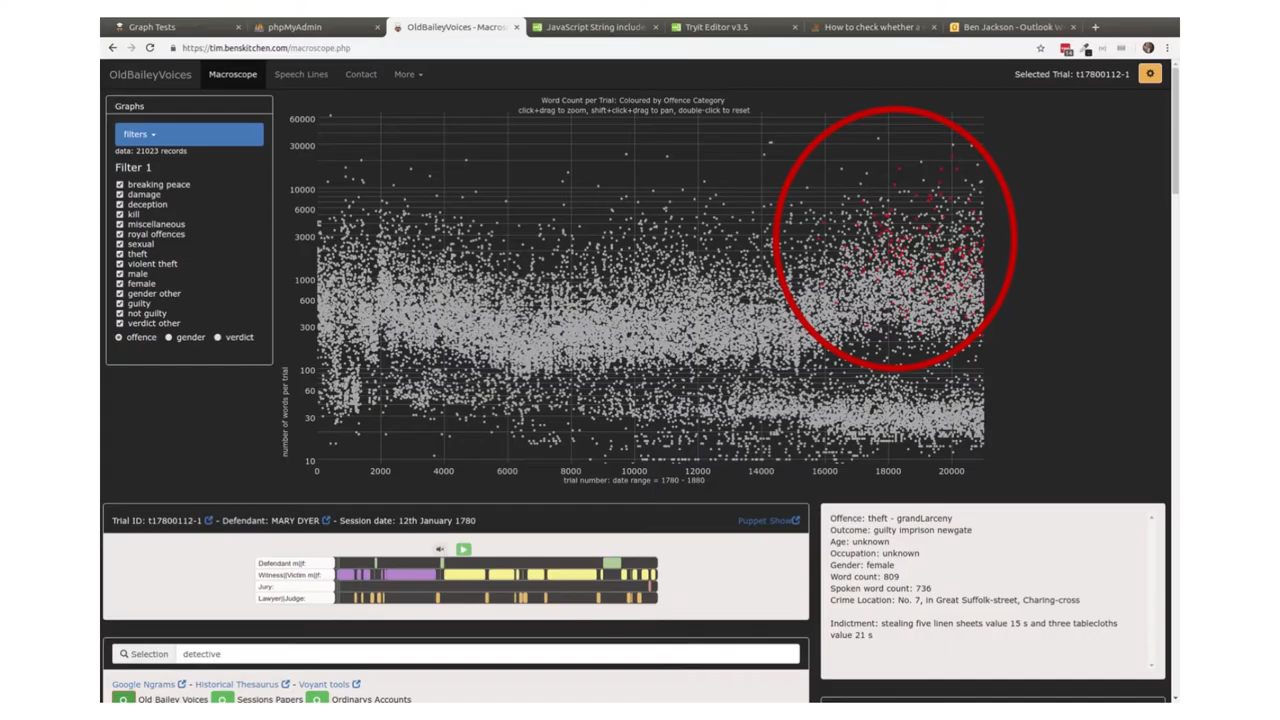 Graph Tests
phpMyAdmin
OldBaileyVoices - Macros
JavaScript String include
Tryit Editor v3.5
How to check whether a
Ben Jackson - Outlook W
https://tim.benskitchen.com/macroscope.php
OldBaileyVoices
Macroscope
Speech Lines
Contact
More
Selected Trial: t17800112-1
Graphs
filters
data: 21023 records
Filter 1
breaking peace
damage
deception
kill
miscellaneous
royal offences
sexual
theft
violent theft
male
female
gender other
guilty
not guilty
verdict other
offence gender verdict
Word Count per Trial: Coloured by Offence Category
click+drag to zoom, shift+click+drag to pan, double-click to reset
number of words per trial
60000
30000
10000
6000
3000
1000
600
300
100
60
30
10
0 2000 4000 6000 8000 10000 12000 14000 16000 18000 20000
trial number: date range = 1780 - 1880
Trial ID: t17800112-1 - Defendant: MARY DYER - Session date: 12th January 1780
Puppet Show
Defendant m|f:
Witness|Victim m|f:
Jury:
Lawyer|Judge:
Offence: theft - grandLarceny
Outcome: guilty imprison newgate
Age: unknown
Occupation: unknown
Gender: female
Word count: 809
Spoken word count: 736
Crime Location: No. 7, in Great Suffolk-street, Charing-cross
Indictment: stealing five linen sheets value 15 s and three tablecloths
value 21 s
Selection
detective
Google Ngrams - Historical Thesaurus - Voyant tools
Old Bailey Voices
Sessions Papers
Ordinarys Accounts